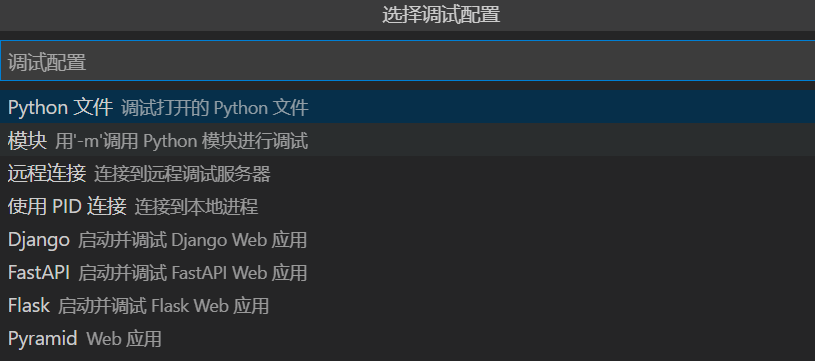 选择调试配置
调试配置
Python 文件 调试打开的 Python 文件
模块 用'-m'调用 Python 模块进行调试
远程连接 连接到远程调试服务器
使用 PID 连接 连接到本地进程
Django 启动并调试 Django Web 应用
FastAPI 启动并调试 FastAPI Web 应用
Flask 启动并调试 Flask Web 应用
Pyramid Web 应用